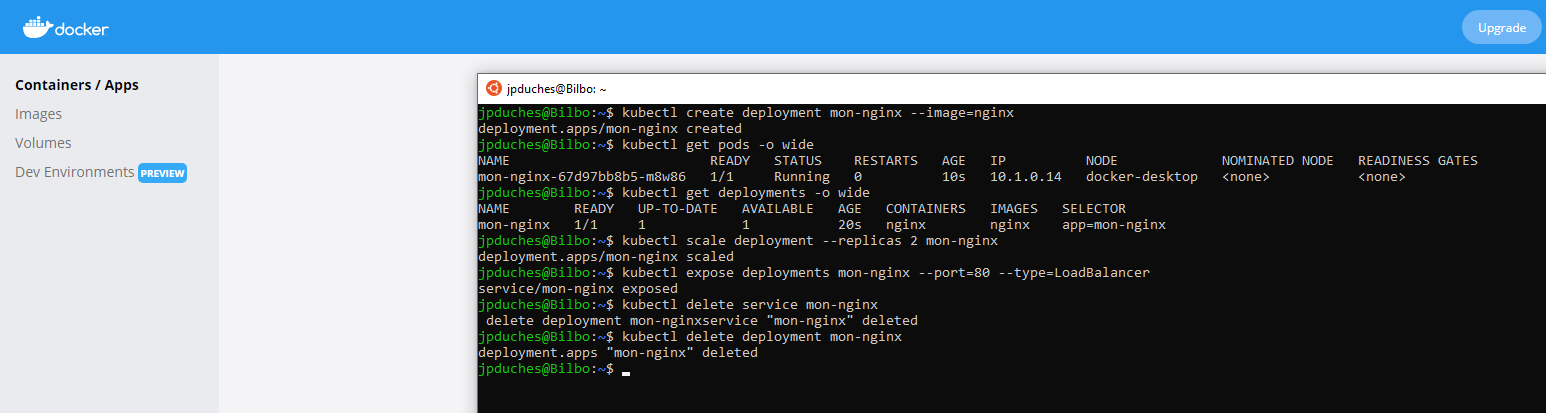 docker
Upgrade
Containers / Apps
Images
Volumes
Dev Environments PREVIEW
jpduches@Bilbo: ~
jpduches@Bilbo:~$ kubectl create deployment mon-nginx --image=nginx
deployment.apps/mon-nginx created
jpduches@Bilbo:~$ kubectl get pods -o wide
NAME READY STATUS RESTARTS AGE IP NODE NOMINATED NODE READINESS GATES
mon-nginx-67d97bb8b5-m8w86 1/1 Running 0 10s 10.1.0.14 docker-desktop <none> <none>
jpduches@Bilbo:~$ kubectl get deployments -o wide
NAME READY UP-TO-DATE AVAILABLE AGE CONTAINERS IMAGES SELECTOR
mon-nginx 1/1 1 1 20s nginx nginx app=mon-nginx
jpduches@Bilbo:~$ kubectl scale deployment --replicas 2 mon-nginx
deployment.apps/mon-nginx scaled
jpduches@Bilbo:~$ kubectl expose deployments mon-nginx --port=80 --type=LoadBalancer
service/mon-nginx exposed
jpduches@Bilbo:~$ kubectl delete service mon-nginx
 delete deployment mon-nginxservice "mon-nginx" deleted
jpduches@Bilbo:~$ kubectl delete deployment mon-nginx
deployment.apps "mon-nginx" deleted
jpduches@Bilbo:~$